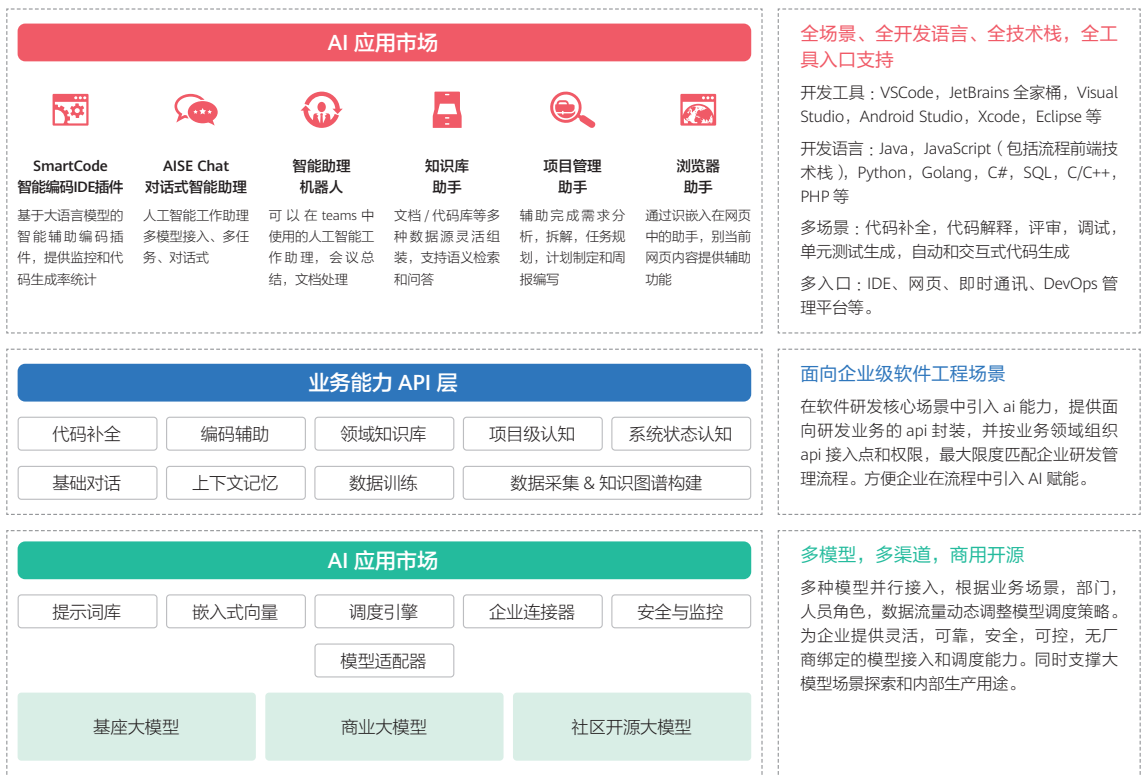 AI 应用市场
SmartCode
智能编码IDE插件
基于大语言模型的
智能辅助编码插
件，提供监控和代
码生成率统计
AISE Chat
对话式智能助理
人工智能工作助理
多模型接入、多任
务、对话式
智能助理
机器人
可以在 teams 中
使用的人工智能工
作助理，会议总
结，文档处理
知识库
助手
文档 / 代码库等多
种数据源灵活组
装，支持语义检索
和问答
项目管理
助手
辅助完成需求分
析，拆解，任务规
划，计划制定和周
报编写
浏览器
助手
通过识嵌入在网页
中的助手，别当前
网页内容提供辅助
功能
全场景、全开发语言、全技术栈，全工
具入口支持
开发工具：VSCode，JetBrains 全家桶，Visual
Studio，Android Studio，Xcode，Eclipse 等
开发语言：Java，JavaScript（包括流程前端技
术栈），Python，Golang，C#，SQL，C/C++，
PHP 等
多场景：代码补全，代码解释，评审，调试，
单元测试生成，自动和交互式代码生成
多入口：IDE、网页、即时通讯、DevOps 管
理平台等。
业务能力 API 层
代码补全
编码辅助
领域知识库
项目级认知
系统状态认知
基础对话
上下文记忆
数据训练
数据采集 & 知识图谱构建
面向企业级软件工程场景
在软件研发核心场景中引入 ai 能力，提供面
向研发业务的 api 封装，并按业务领域组织
api 接入点和权限，最大限度匹配企业研发管
理流程。方便企业在流程中引入 AI 赋能。
AI 应用市场
提示词库
嵌入式向量
调度引擎
企业连接器
安全与监控
模型适配器
基座大模型
商业大模型
社区开源大模型
多模型，多渠道，商用开源
多种模型并行接入，根据业务场景，部门，
人员角色，数据流量动态调整模型调度策略。
为企业提供灵活，可靠，安全，可控，无厂
商绑定的模型接入和调度能力。同时支撑大
模型场景探索和内部生产用途。